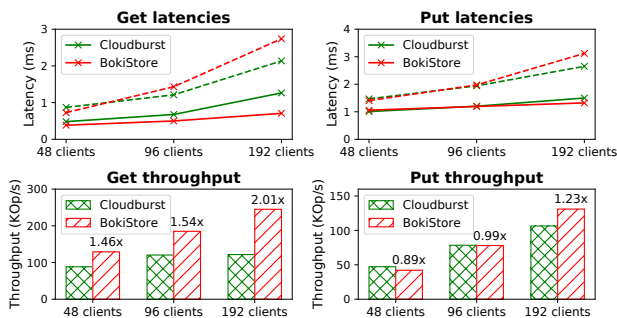 Get latencies
Latency (ms)
3
2
1
0
Cloudburst
BokiStore
48 clients
96 clients
192 clients
Put latencies
Latency (ms)
4
3
2
1
0
Cloudburst
BokiStore
48 clients
96 clients
192 clients
Get throughput
Throughput (KOp/s)
300
200
100
0
Cloudburst
BokiStore
1.46x
1.54x
2.01x
48 clients
96 clients
192 clients
Put throughput
Throughput (KOp/s)
150
100
50
0
Cloudburst
BokiStore
0.89x
0.99x
1.23x
48 clients
96 clients
192 clients